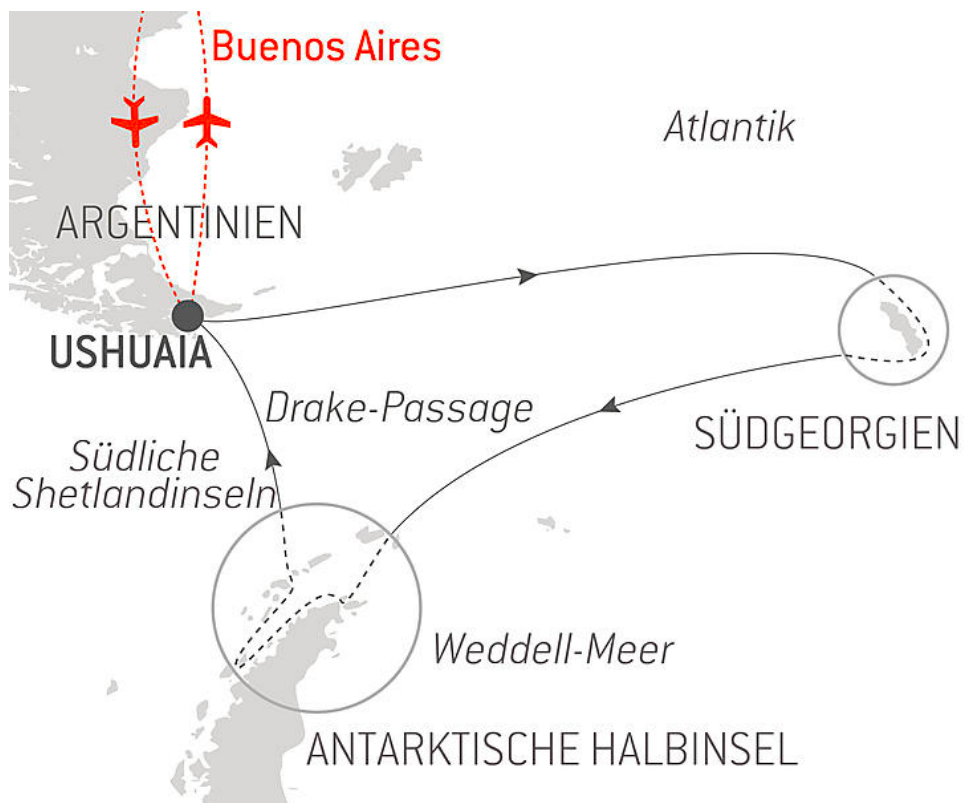 Buenos Aires
Atlantik
ARGENTINIEN
USHUAIA
Drake-Passage
SÜDGEORGIEN
Südliche
Shetlandinseln
Weddell-Meer
ANTARKTISCHE HALBINSEL